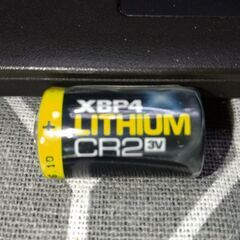 XBP4
LITHIUM
CR2 3V
+